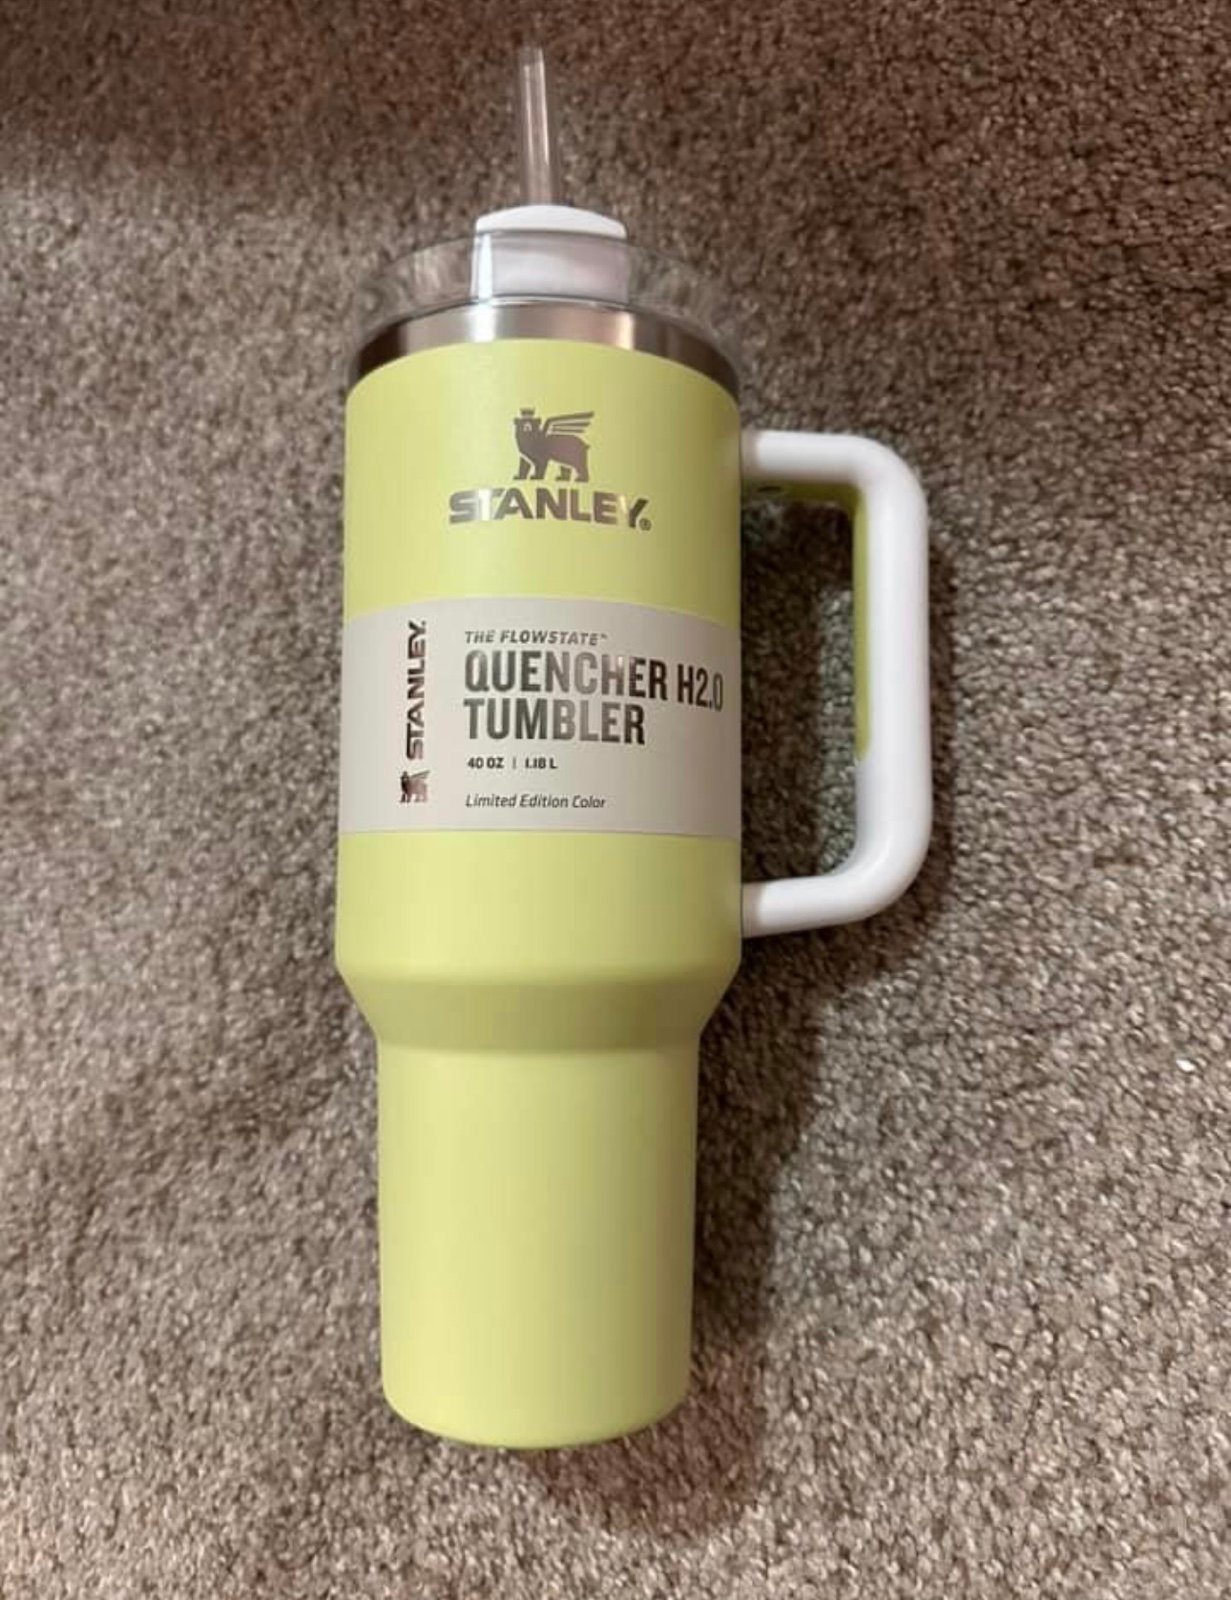 STANLEY.®
STANLEY.
THE FLOWSTATE™
QUENCHER H2.0
TUMBLER
40 OZ | 1.18 L
Limited Edition Color